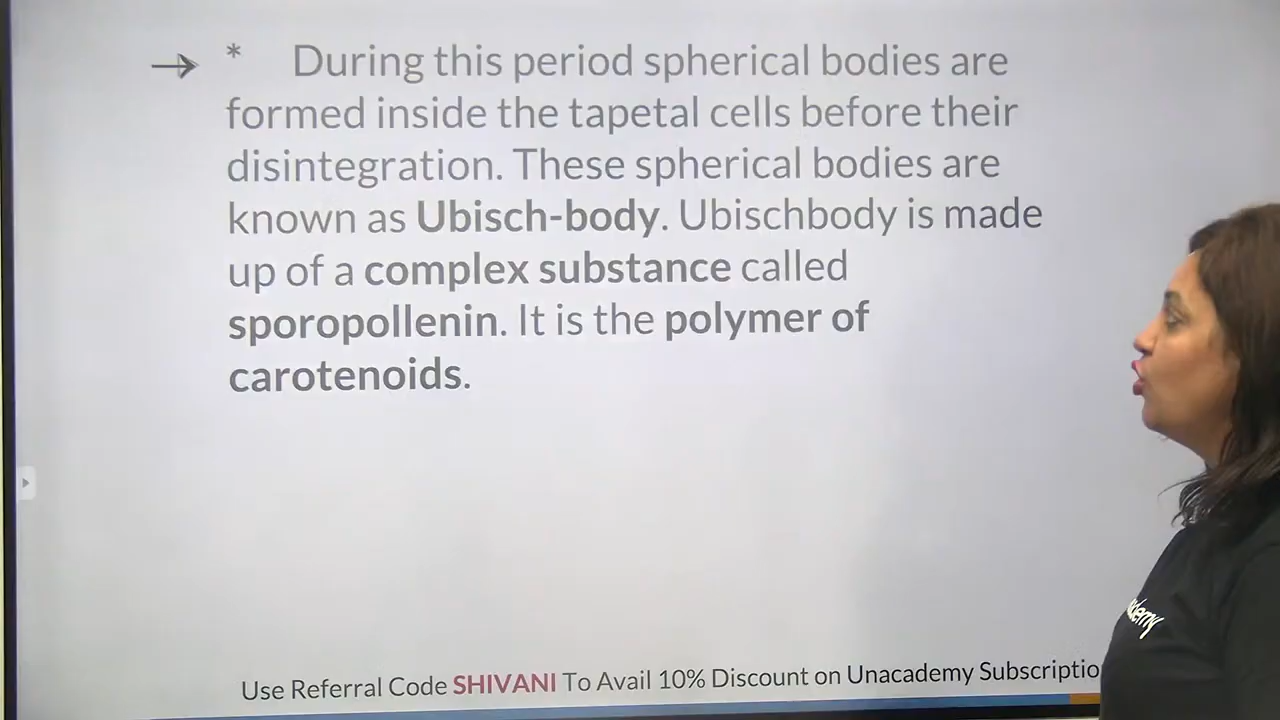 → * During this period spherical bodies are
formed inside the tapetal cells before their
disintegration. These spherical bodies are
known as Ubisch-body. Ubischbody is made
up of a complex substance called
sporopollenin. It is the polymer of
carotenoids.
Use Referral Code SHIVANI To Avail 10% Discount on Unacademy Subscriptio
demy